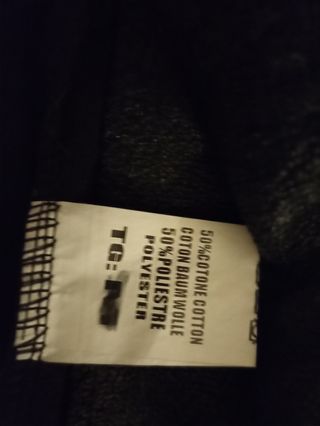 50%COTONE COTTON
COTON BAUMWOLLE
50%POLIESTRE
POLYESTER
TG: